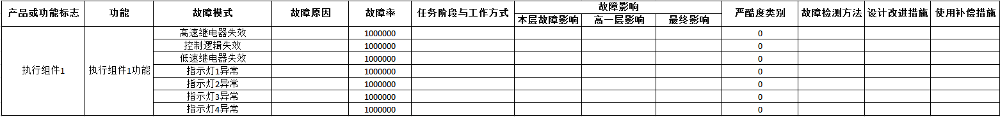 产品或功能标志 功能 故障模式 故障原因 故障率 任务阶段与工作方式 故障影响 严酷度类别 故障检测方法 设计改进措施 使用补偿措施
本层故障影响 高一层影响 最终影响
执行组件1 执行组件1功能
高速继电器失效 1000000 0
控制逻辑失效 1000000 0
低速继电器失效 1000000 0
指示灯1异常 1000000 0
指示灯2异常 1000000 0
指示灯3异常 1000000 0
指示灯4异常 1000000 0